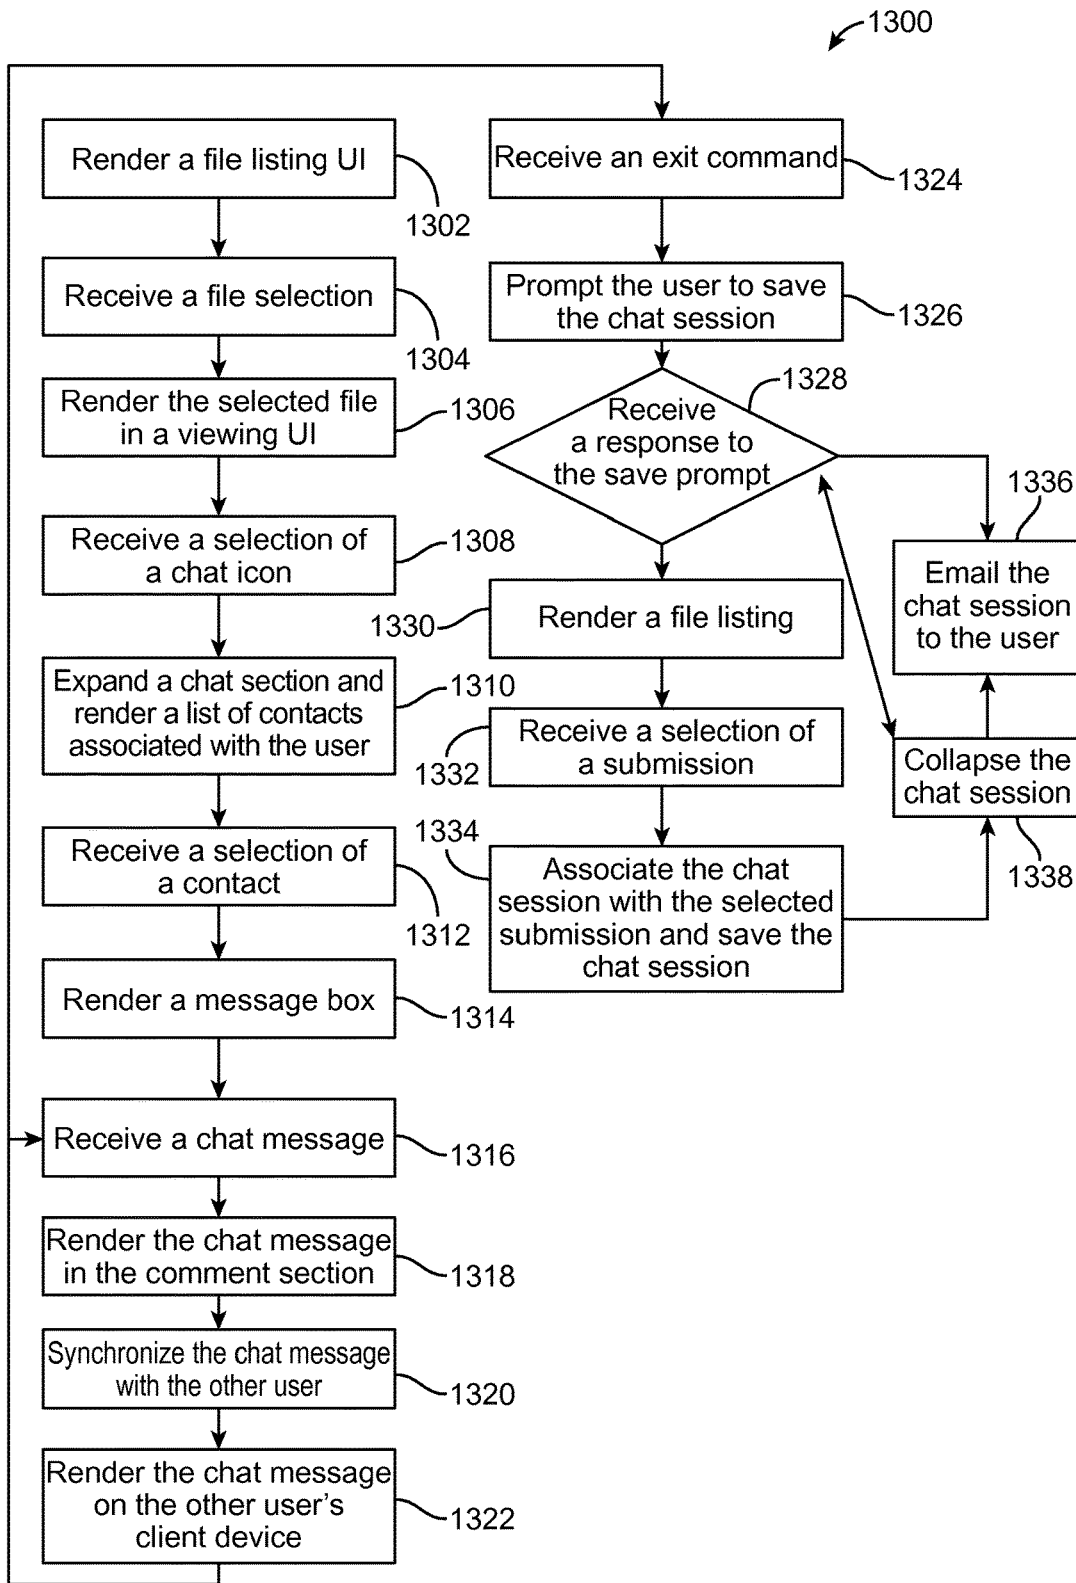 1300
Render a file listing UI
1302
Receive a file selection
1304
Render the selected file
in a viewing UI
1306
Receive a selection of
a chat icon
1308
Expand a chat section and
render a list of contacts
associated with the user
1310
Receive a selection of
a contact
1312
Render a message box
1314
Receive a chat message
1316
Render the chat message
in the comment section
1318
Synchronize the chat message
with the other user
1320
Render the chat message
on the other user's
client device
1322
Receive an exit command
1324
Prompt the user to save
the chat session
1326
Receive
a response to
the save prompt
1328
Render a file listing
1330
Receive a selection of
a submission
1332
Associate the chat
session with the selected
submission and save the
chat session
1334
Email the
chat session
to the user
1336
Collapse the
chat session
1338